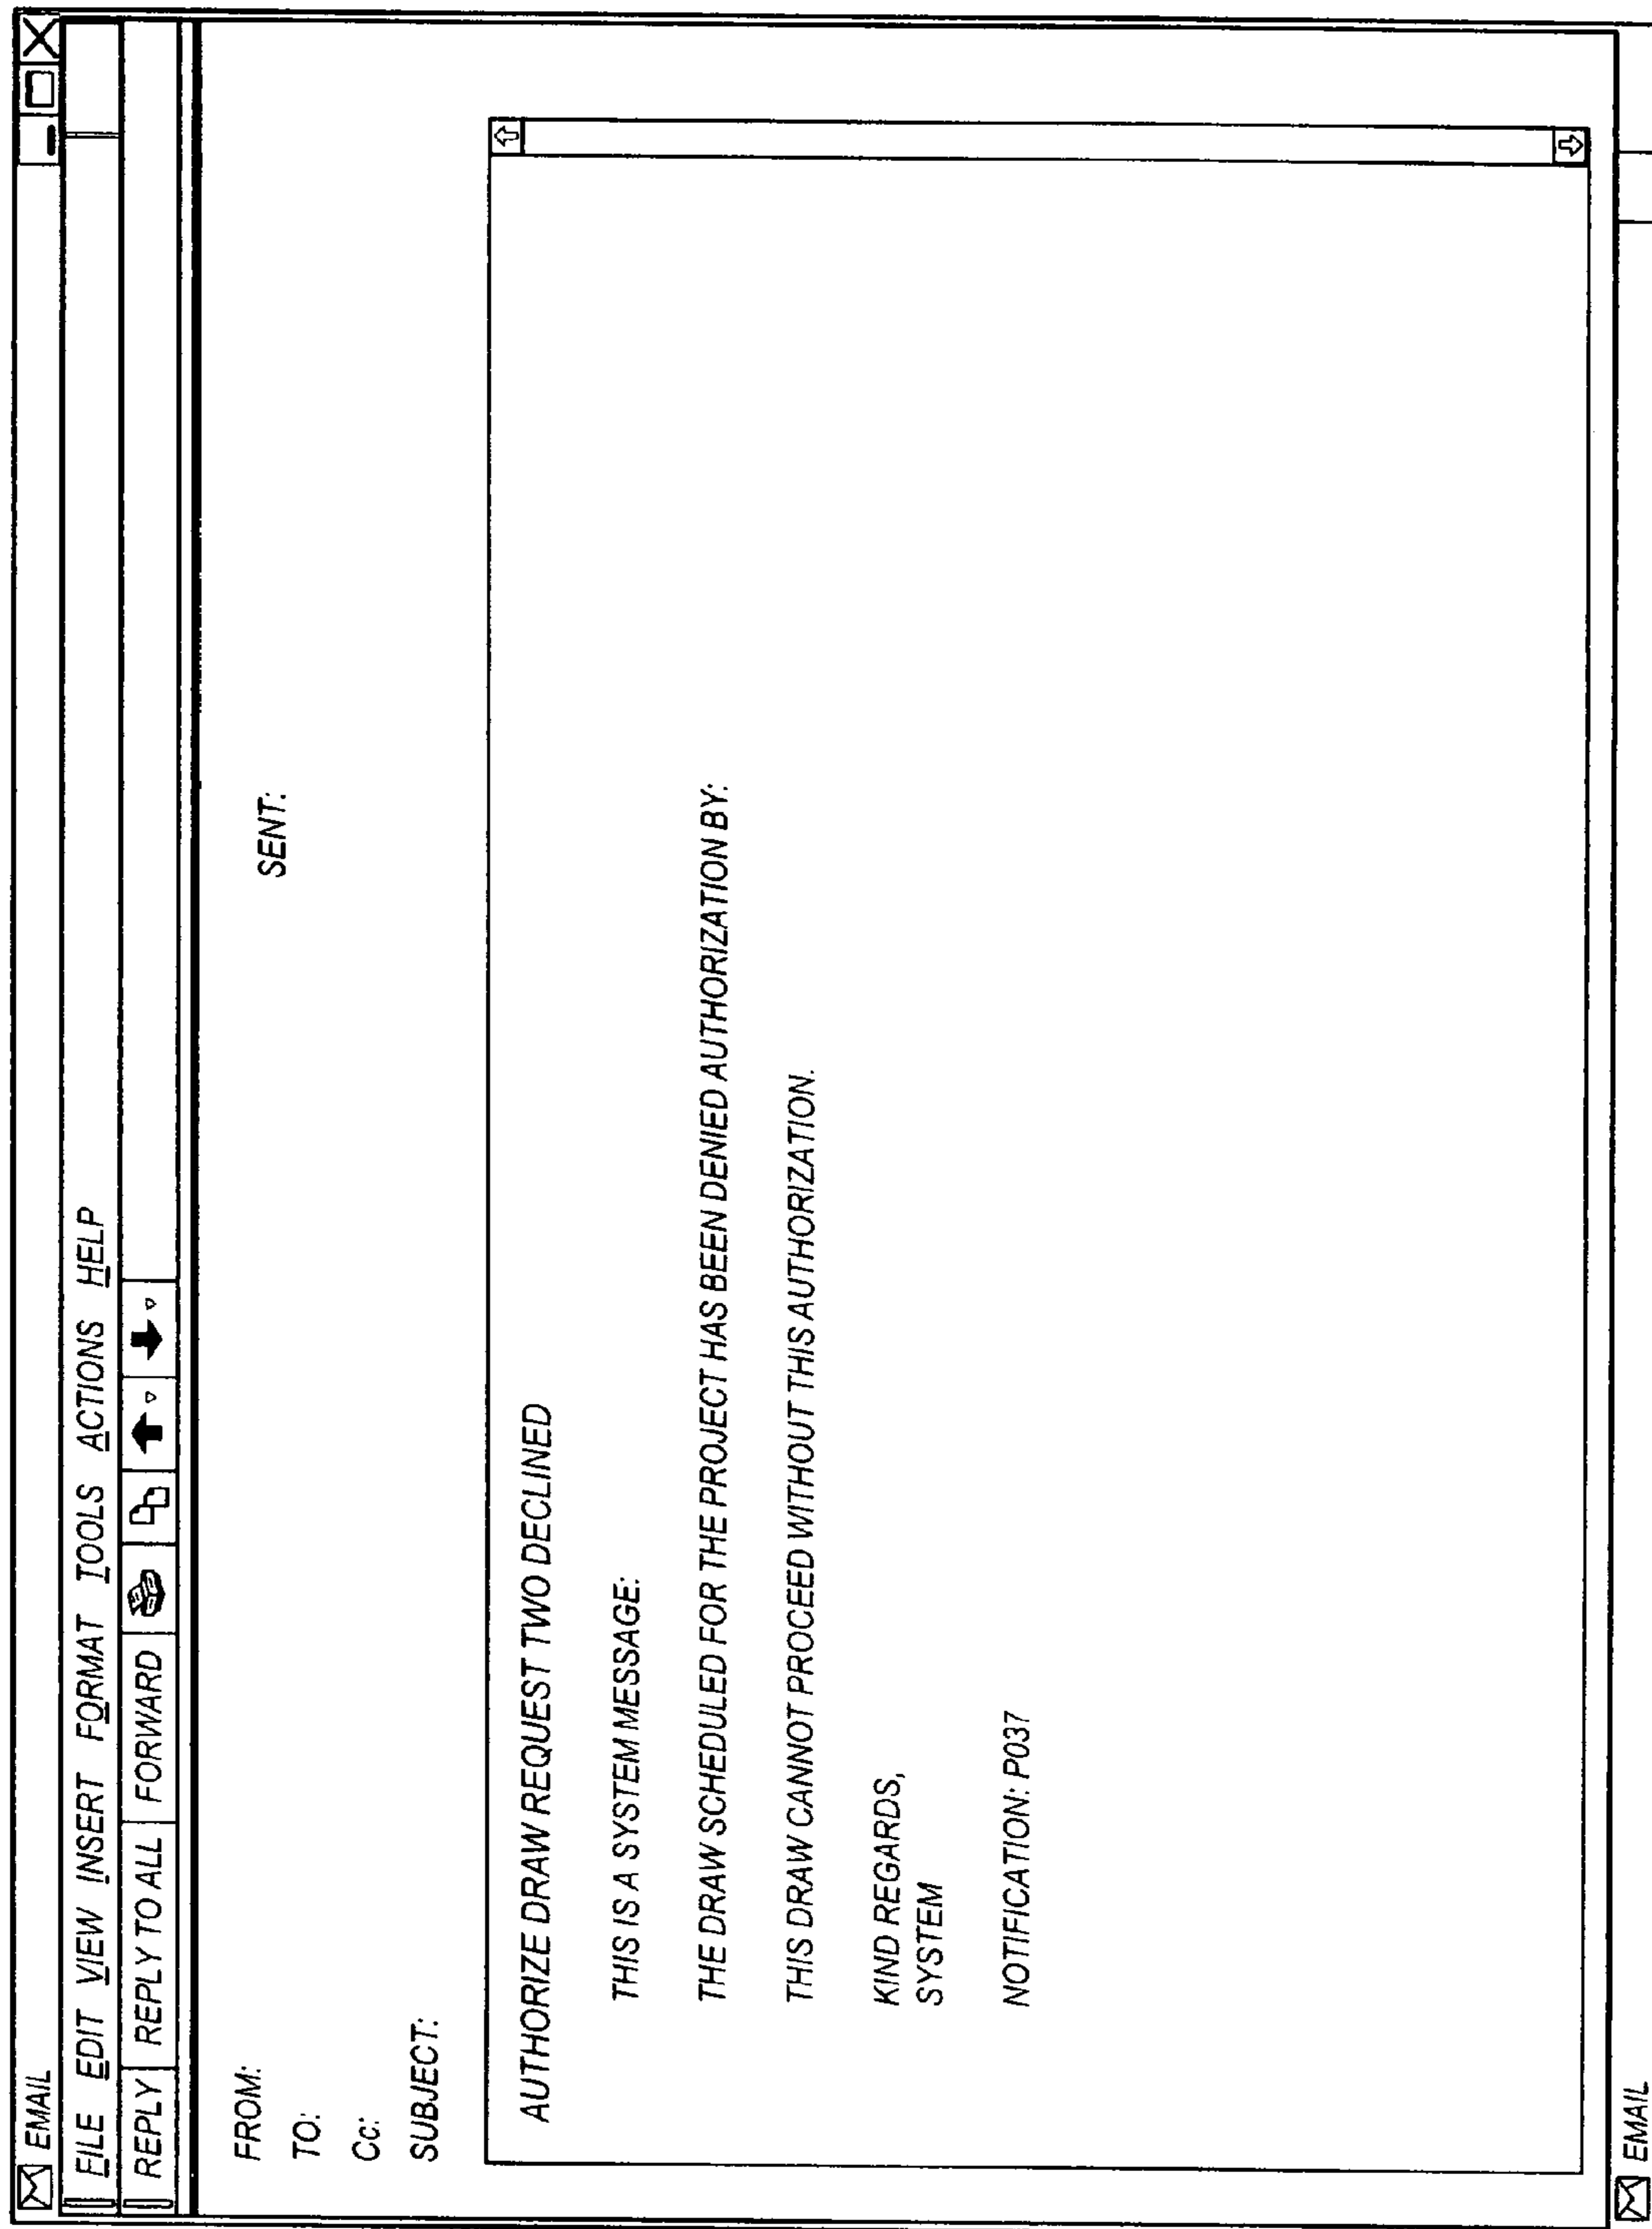 EMAIL
FILE EDIT VIEW INSERT FORMAT TOOLS ACTIONS HELP
REPLY REPLY TO ALL FORWARD
FROM:
SENT:
TO:
Cc:
SUBJECT:
AUTHORIZE DRAW REQUEST TWO DECLINED
THIS IS A SYSTEM MESSAGE:
THE DRAW SCHEDULED FOR THE PROJECT HAS BEEN DENIED AUTHORIZATION BY:
THIS DRAW CANNOT PROCEED WITHOUT THIS AUTHORIZATION.
KIND REGARDS,
SYSTEM
NOTIFICATION: P037
EMAIL